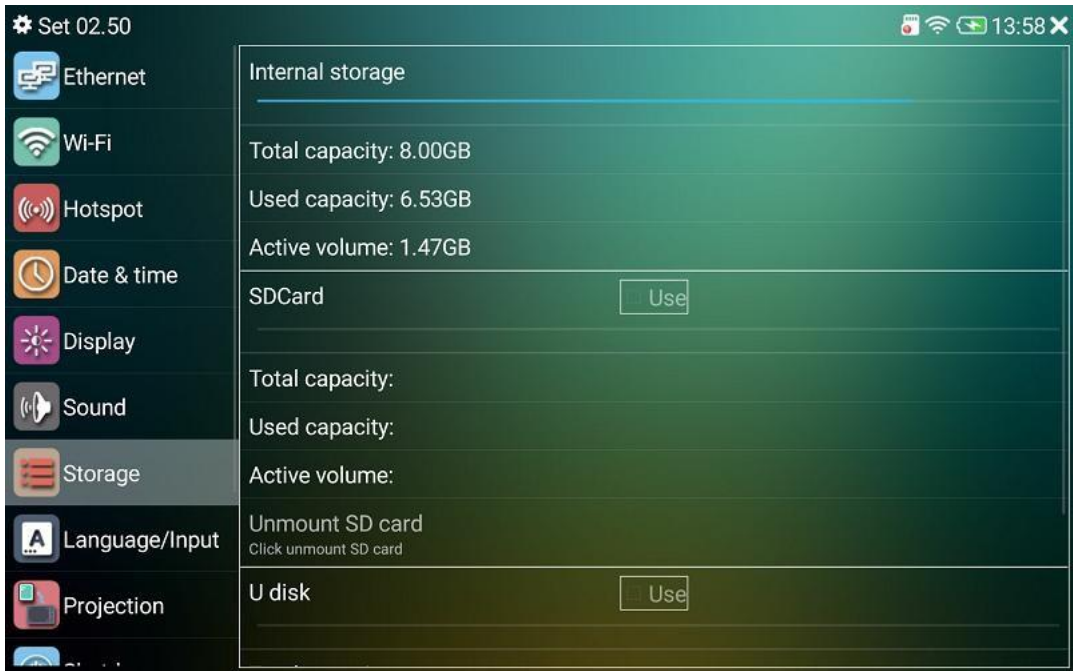 Set 02.50
13:58
Ethernet
Wi-Fi
Hotspot
Date & time
Display
Sound
Storage
Language/Input
Projection
Internal storage
Total capacity: 8.00GB
Used capacity: 6.53GB
Active volume: 1.47GB
SDCard
Use
Total capacity:
Used capacity:
Active volume:
Unmount SD card
Click unmount SD card
U disk
Use